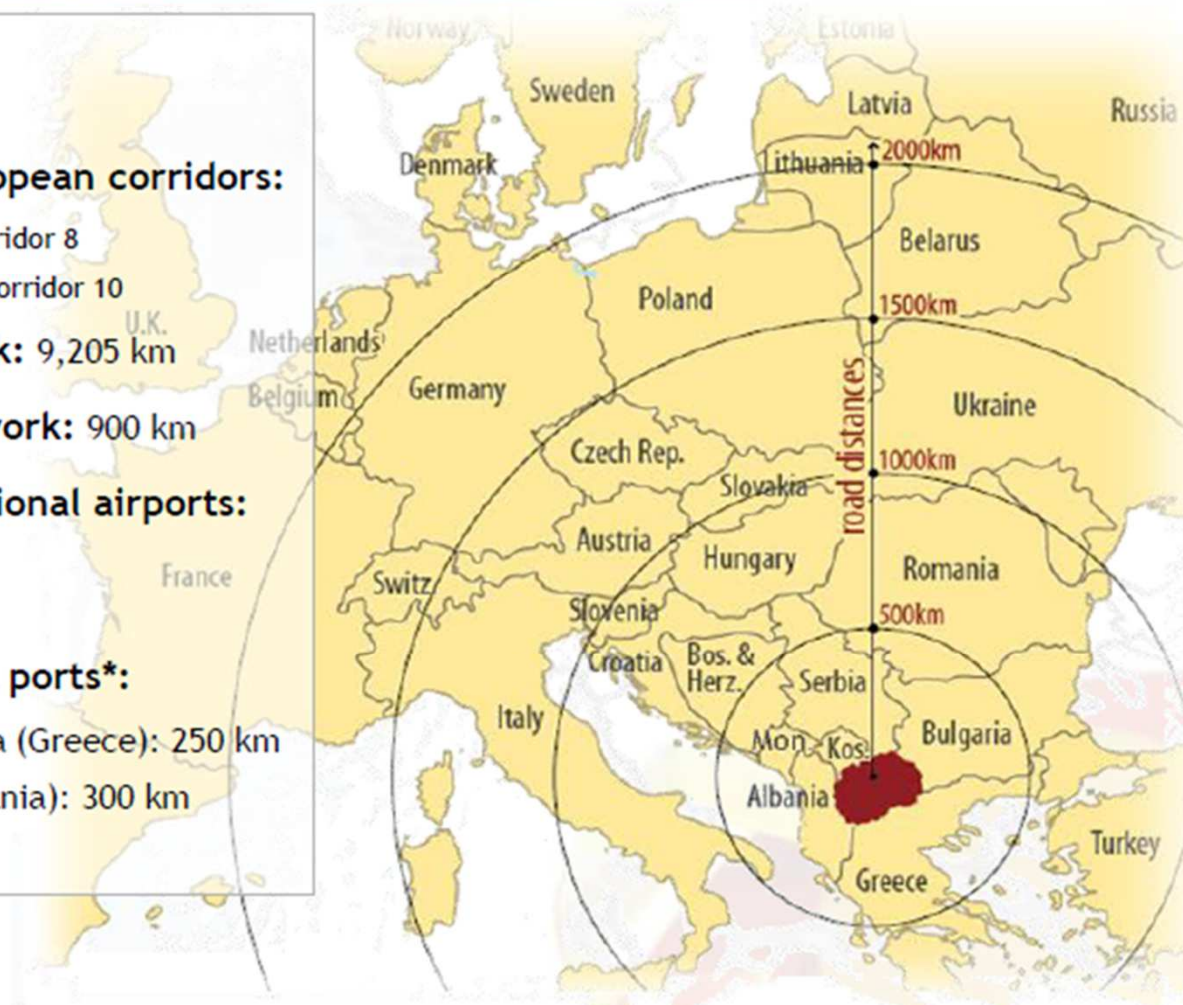 opean corridors:
ridor 8
orridor 10
k: 9,205 km
ork: 900 km
ional airports:
ports*:
a (Greece): 250 km
nia): 300 km
Norway
Estonia
Sweden
Latvia
Russia
Denmark
Lithuania
2000km
Belarus
Poland
1500km
U.K.
Netherlands
Belgium
Germany
road distances
Ukraine
Czech Rep.
1000km
Slovakia
Austria
Hungary
Romania
France
Switz
Slovenia
500km
Croatia
Bos. &
Herz.
Serbia
Italy
Mon.
Kos.
Bulgaria
Albania
Turkey
Greece